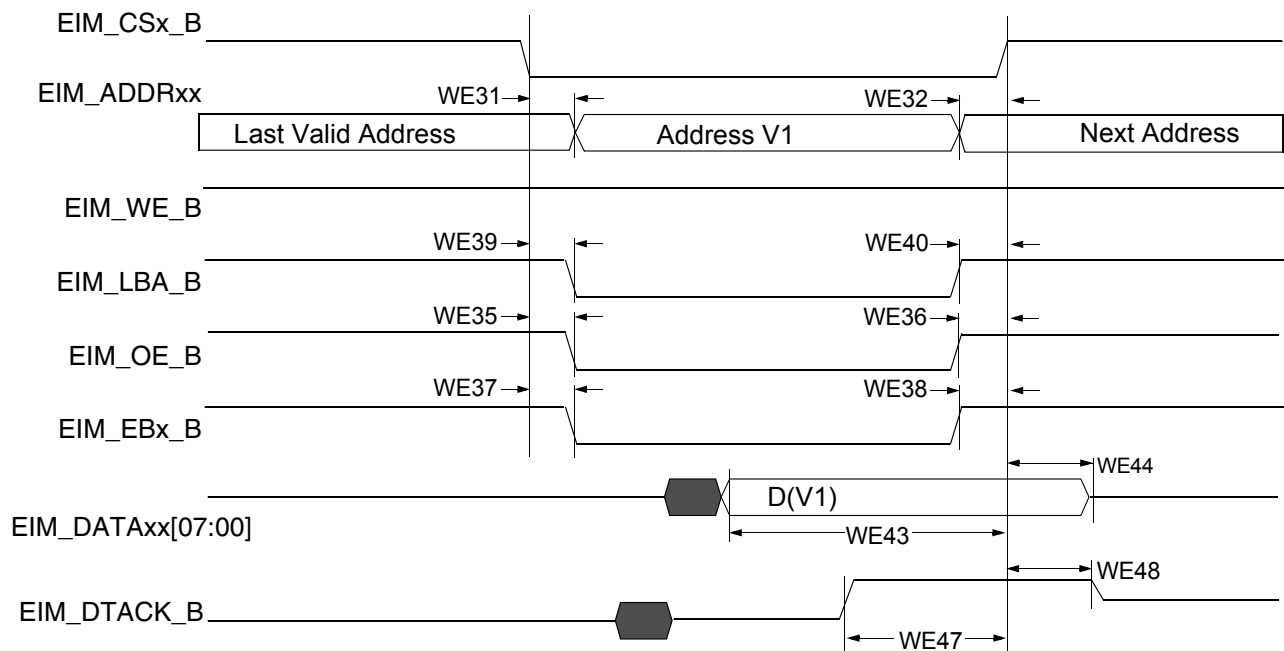 EIM_CSx_B
EIM_ADDRxx
WE31
WE32
Last Valid Address
Address V1
Next Address
EIM_WE_B
WE39
WE40
EIM_LBA_B
WE35
WE36
EIM_OE_B
WE37
WE38
EIM_EBx_B
WE44
D(V1)
EIM_DATAxx[07:00]
WE43
WE48
EIM_DTACK_B
WE47